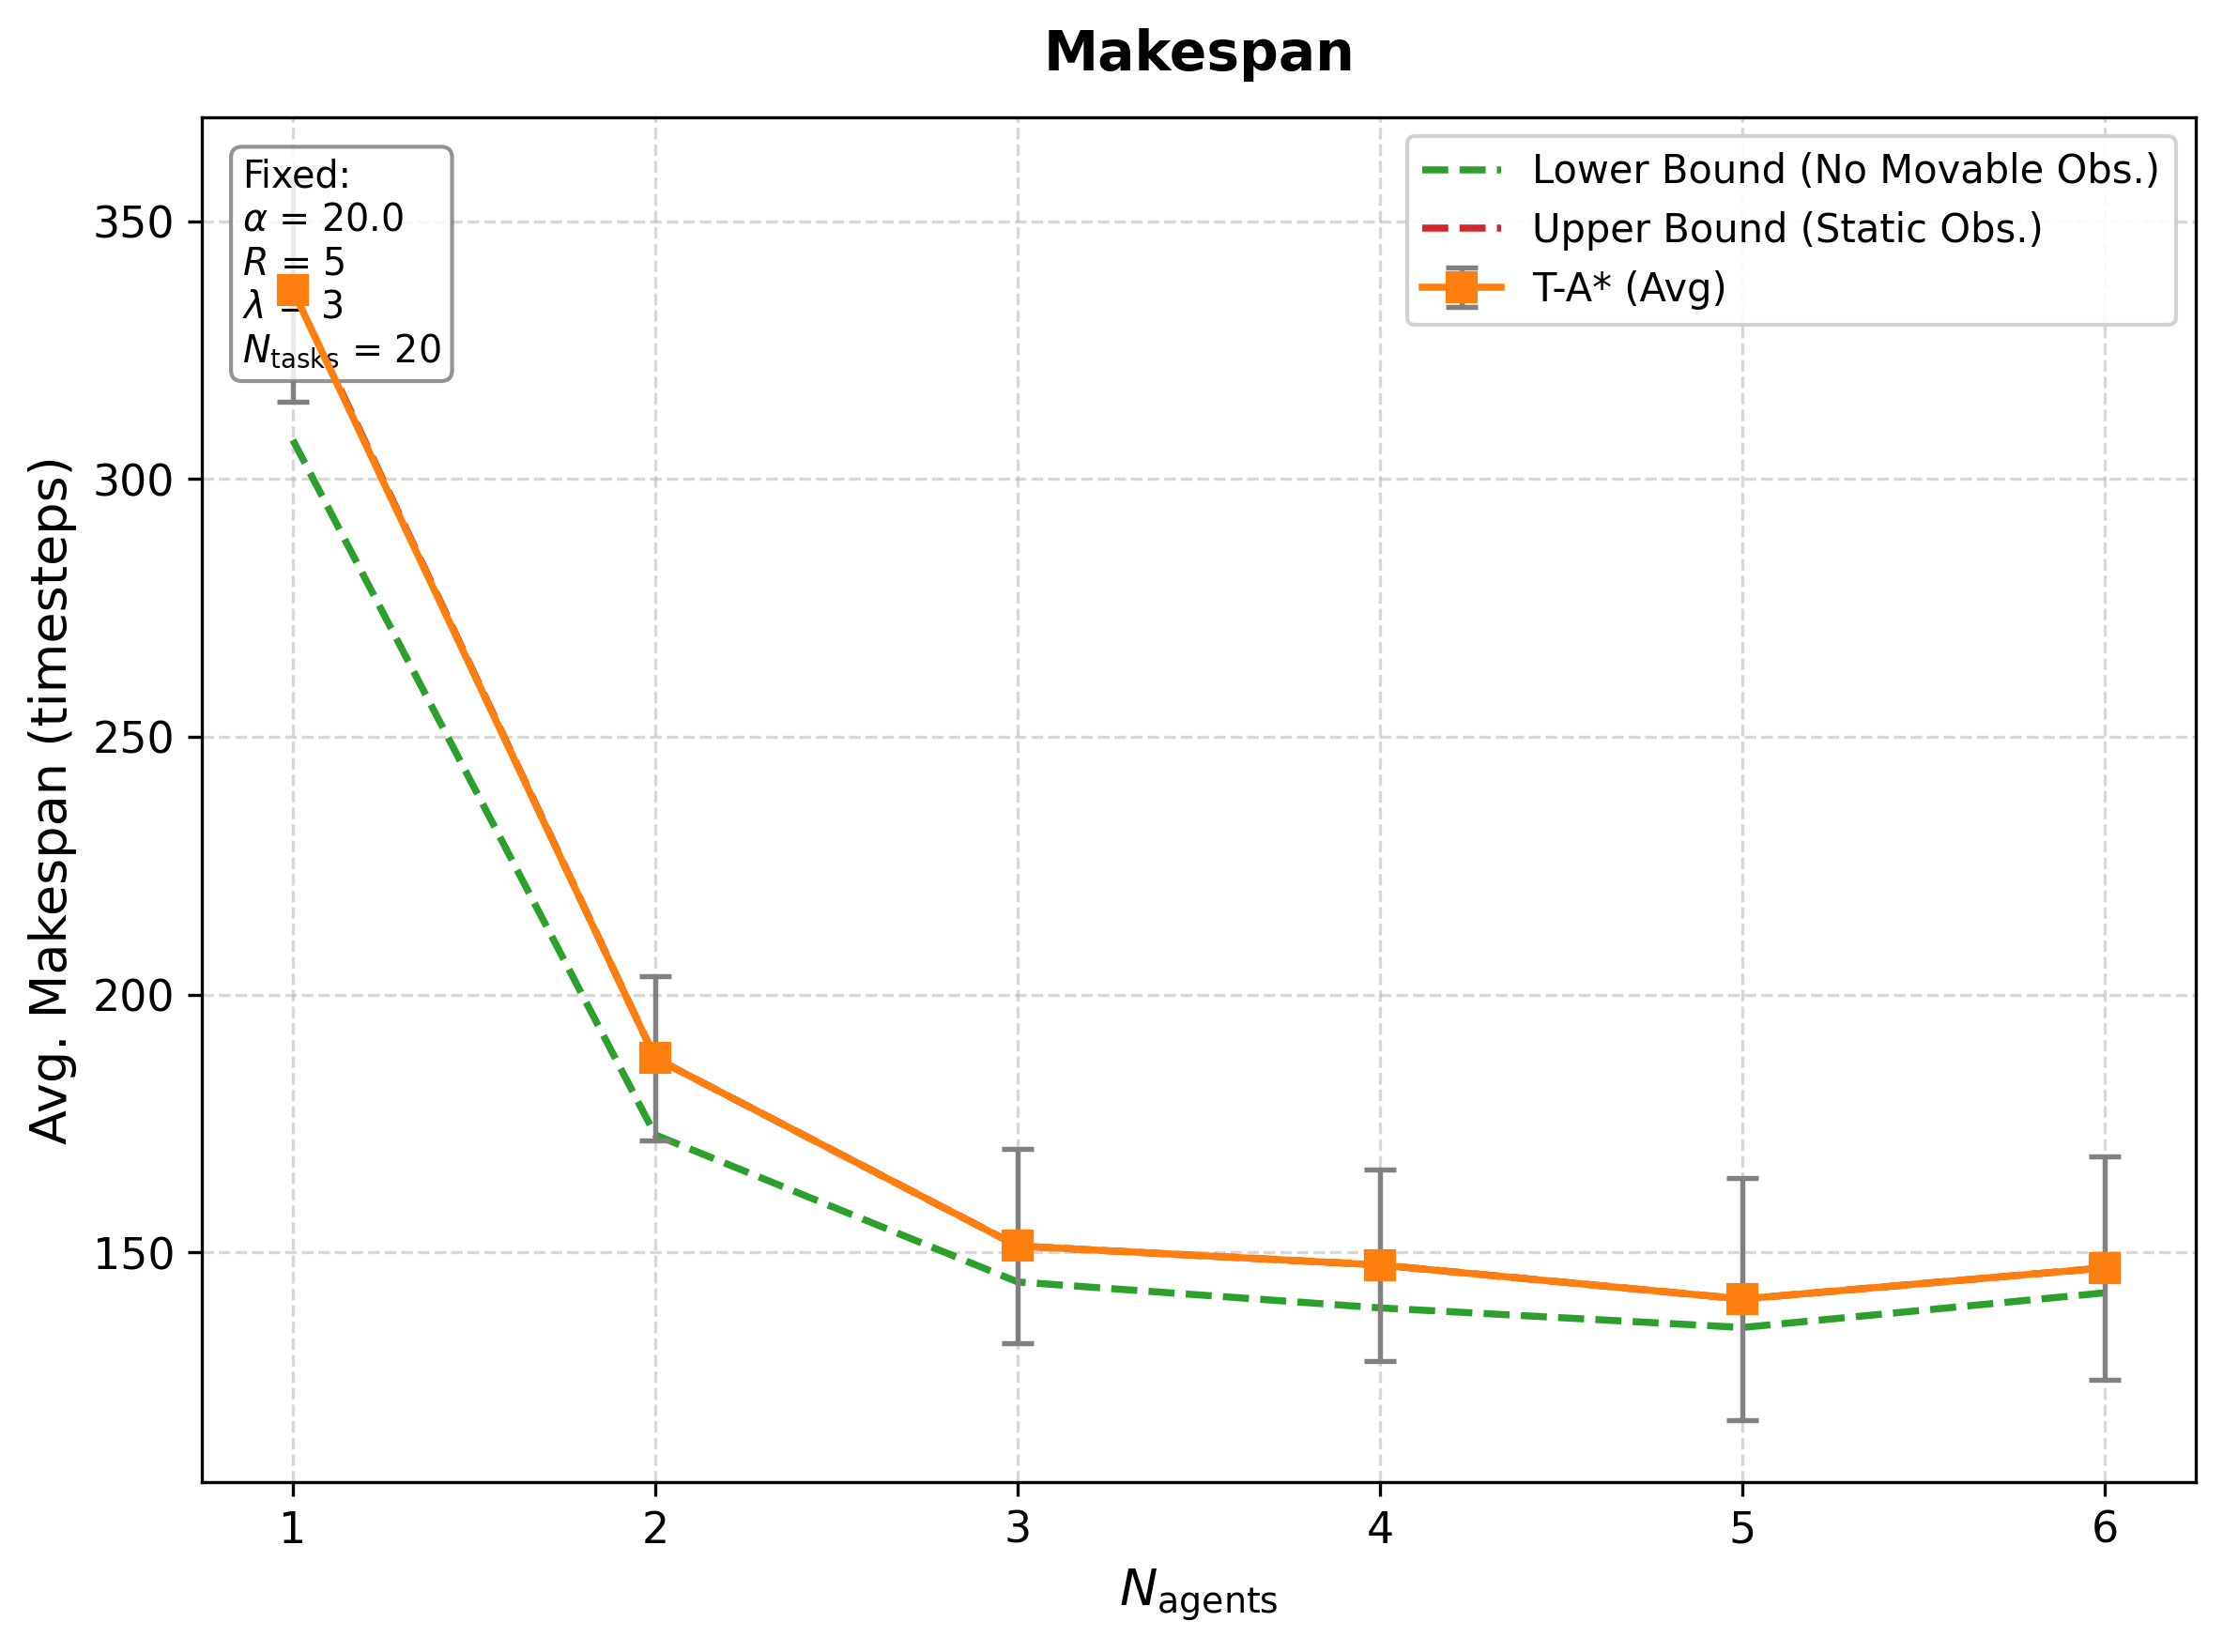 Makespan
Fixed:
α = 20.0
R = 5
λ = 3
N_tasks = 20
Lower Bound (No Movable Obs.)
Upper Bound (Static Obs.)
T-A* (Avg)
Avg. Makespan (timesteps)
350
300
250
200
150
1 2 3 4 5 6
N_agents